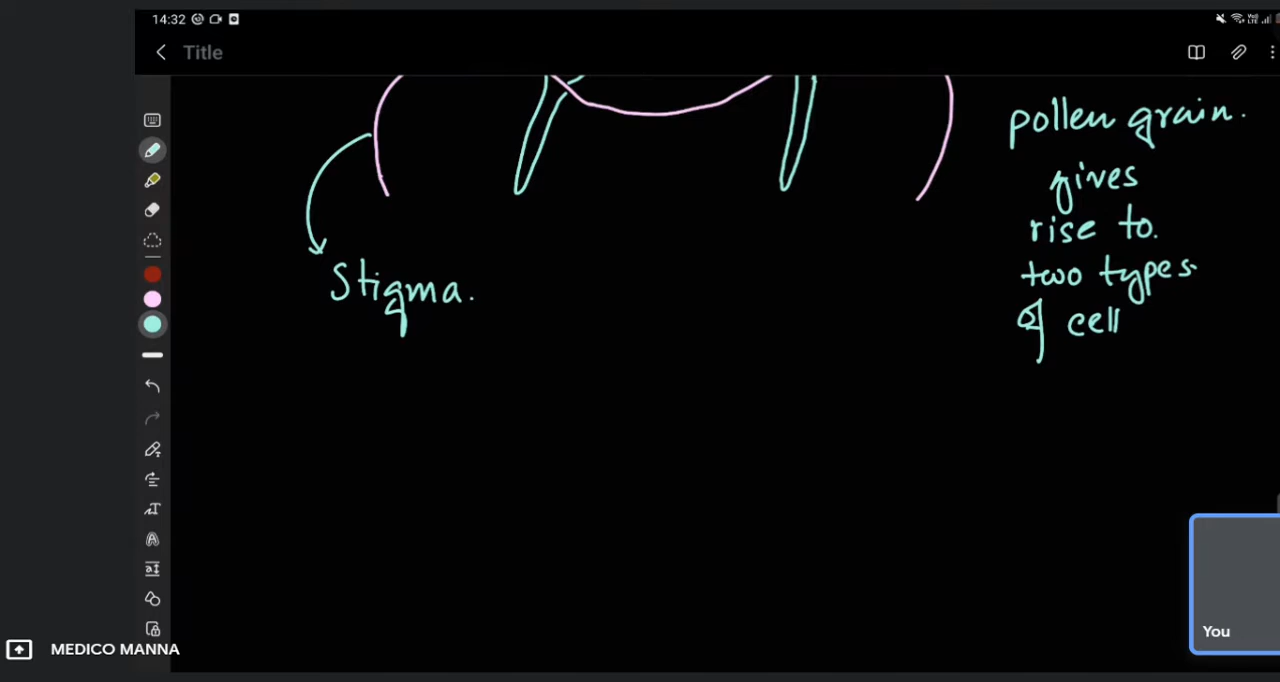 14:32
Title
pollen grain.
gives
rise to.
two types
of cell
Stigma.
You
MEDICO MANNA